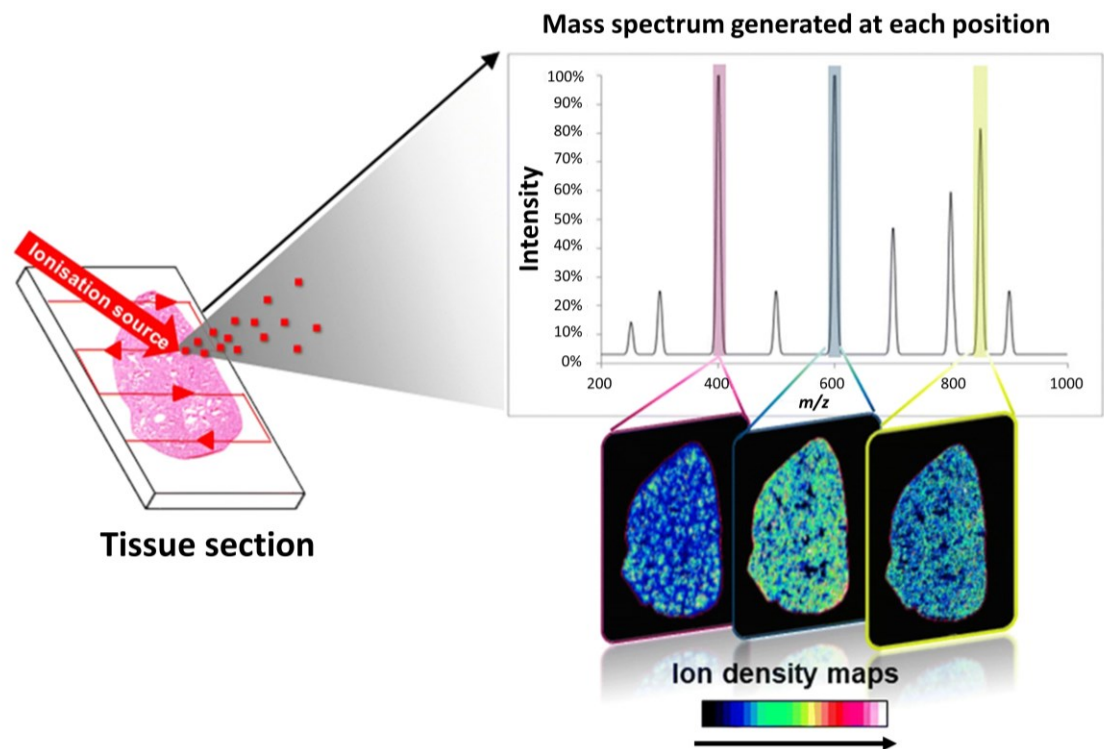 Mass spectrum generated at each position
Ionisation source
Tissue section
Intensity
100%
90%
80%
70%
60%
50%
40%
30%
20%
10%
0%
200 400 600 800 1000
m/z
Ion density maps